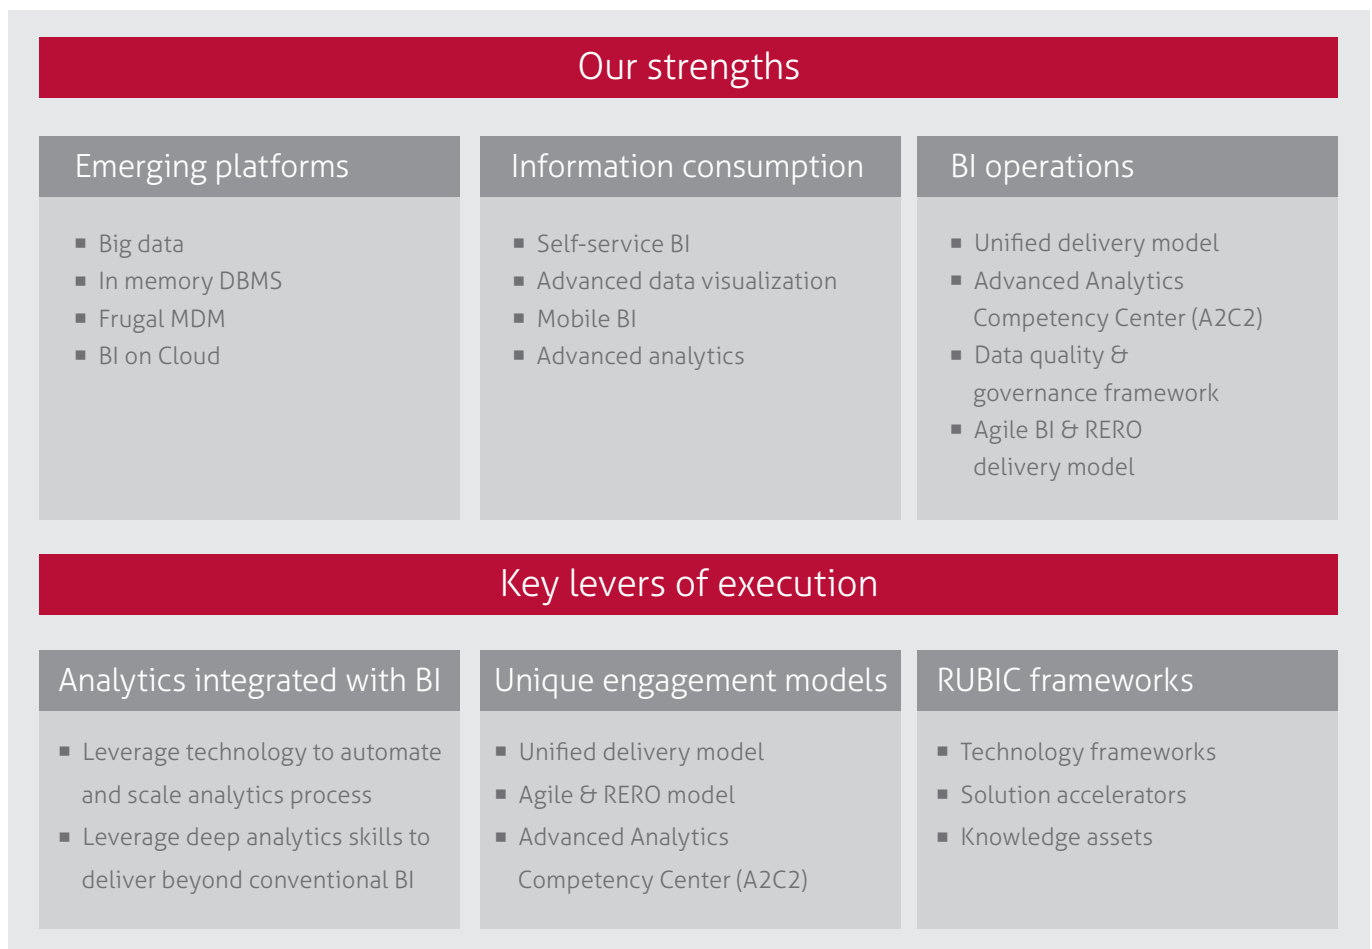 Our strengths
Emerging platforms
Big data
In memory DBMS
Frugal MDM
BI on Cloud
Information consumption
Self-service BI
Advanced data visualization
Mobile BI
Advanced analytics
BI operations
Unified delivery model
Advanced Analytics
Competency Center (A2C2)
Data quality &
governance framework
Agile BI & RERO
delivery model
Key levers of execution
Analytics integrated with BI
Leverage technology to automate
and scale analytics process
Leverage deep analytics skills to
deliver beyond conventional BI
Unique engagement models
Unified delivery model
Agile & RERO model
Advanced Analytics
Competency Center (A2C2)
RUBIC frameworks
Technology frameworks
Solution accelerators
Knowledge assets